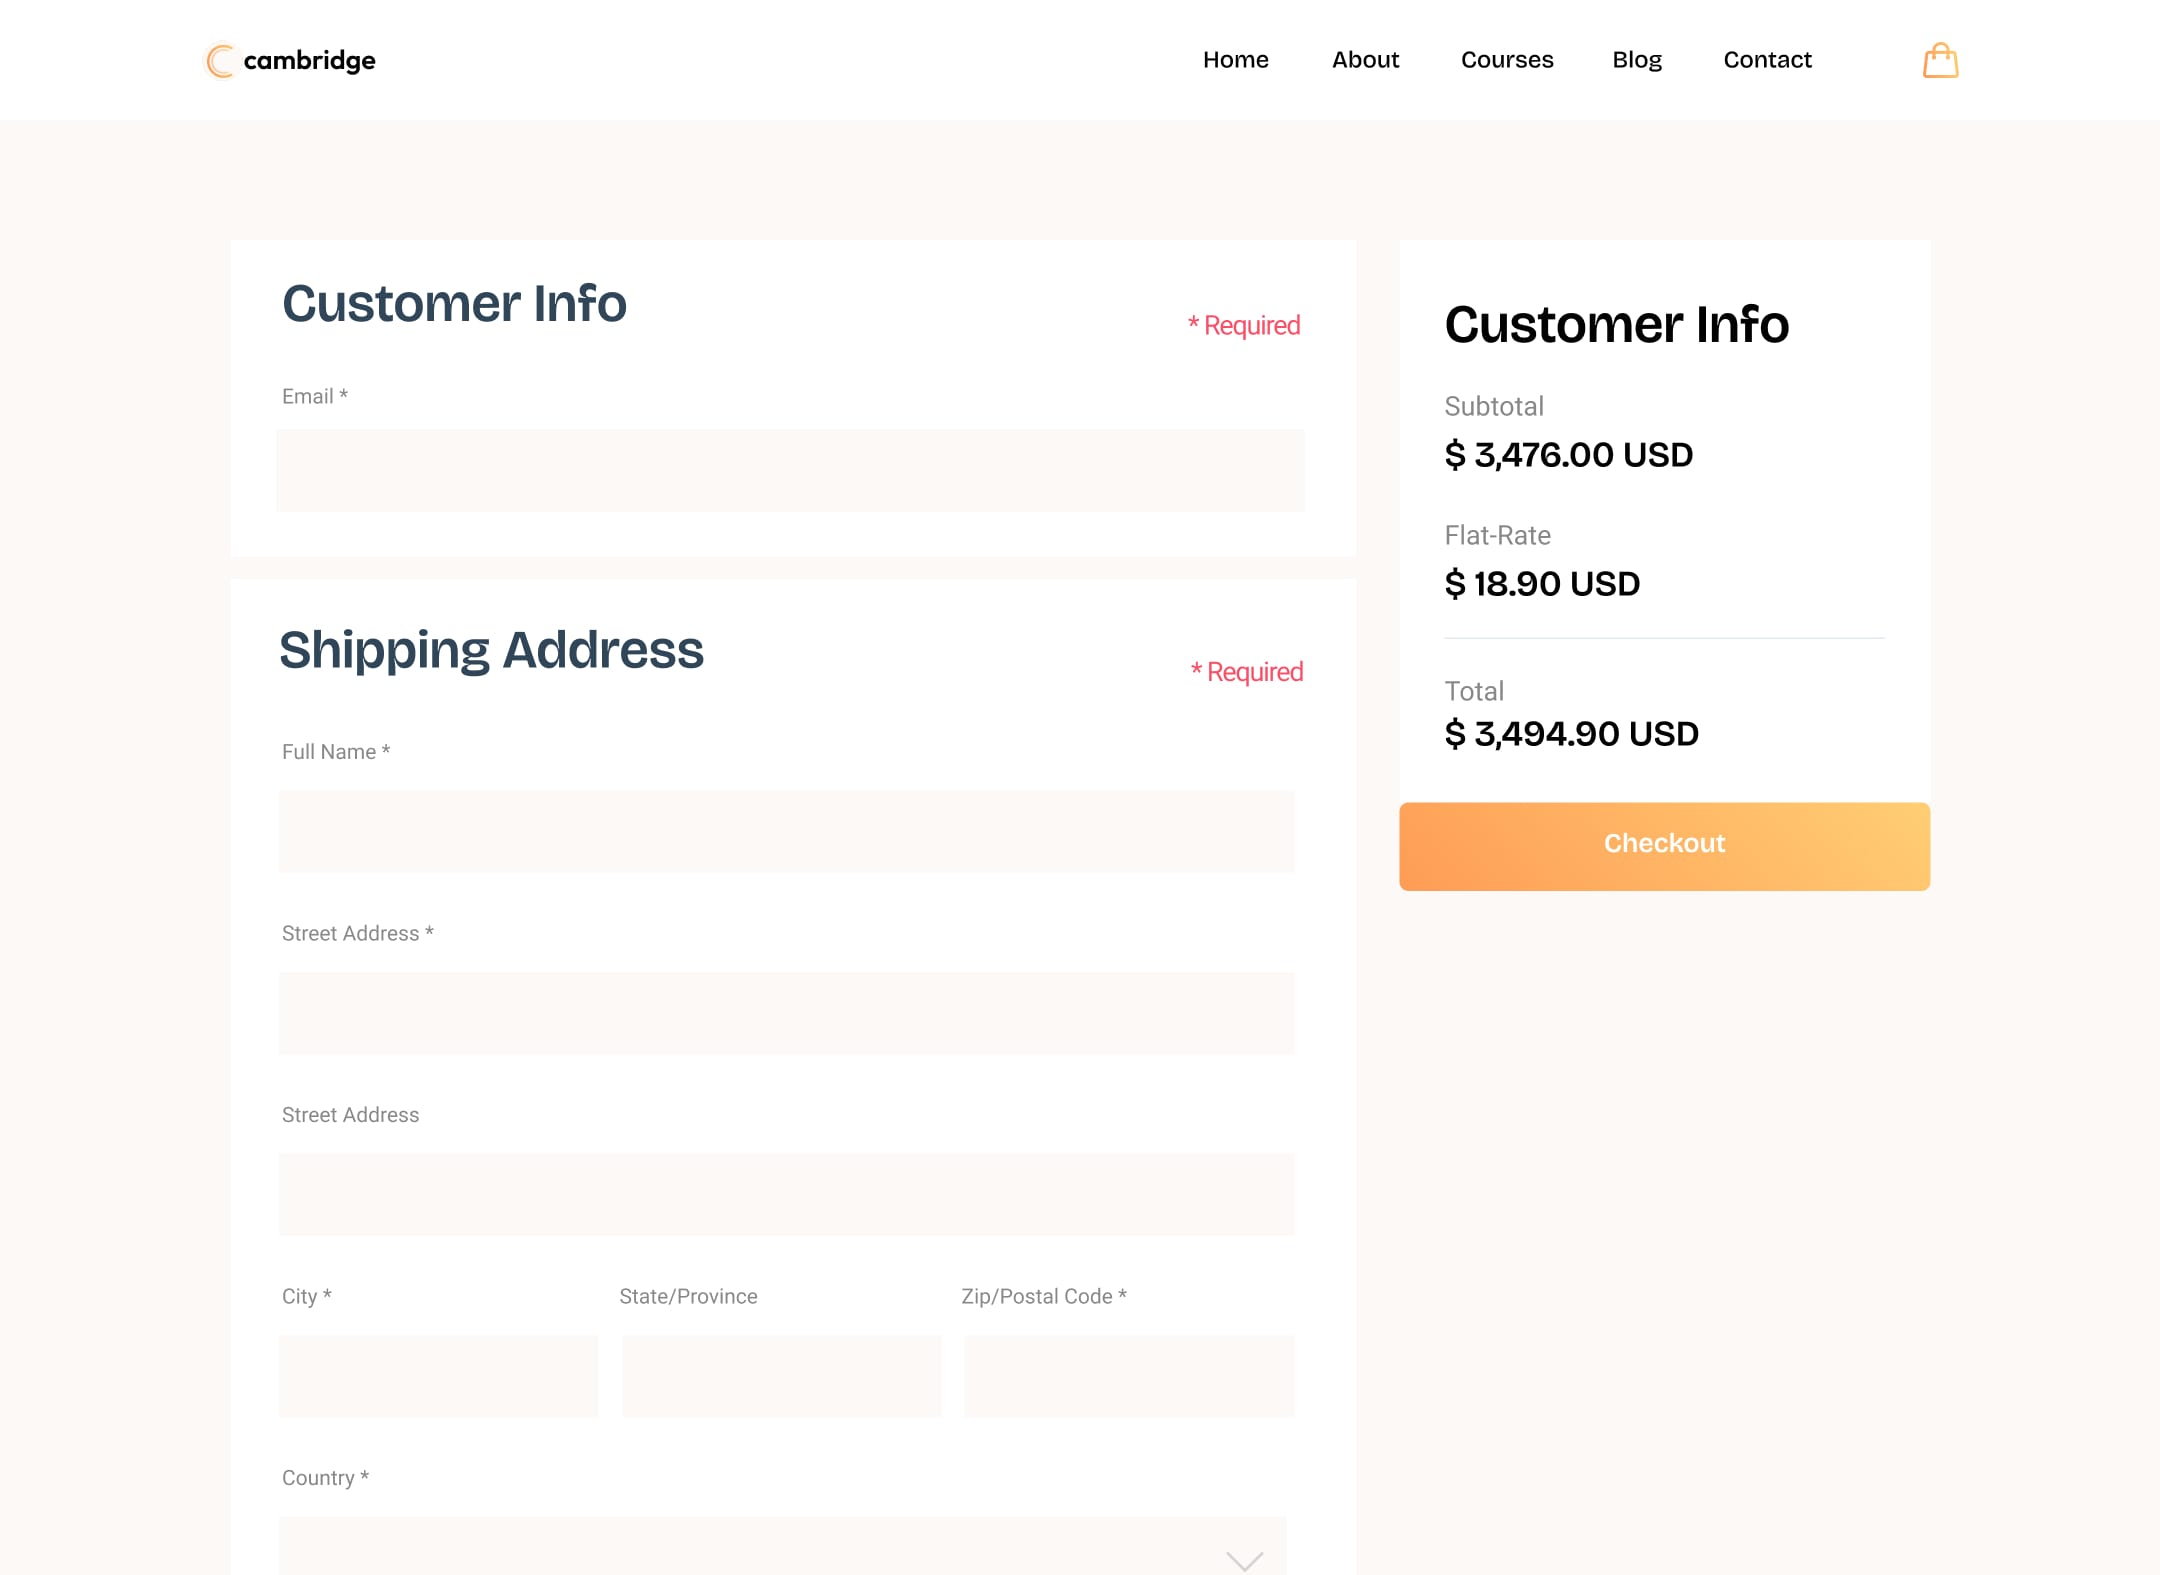 cambridge
Home About Courses Blog Contact
Customer Info
* Required
Email *
Shipping Address
* Required
Full Name *
Street Address *
Street Address
City * State/Province Zip/Postal Code *
Country *
Customer Info
Subtotal
$ 3,476.00 USD
Flat-Rate
$ 18.90 USD
Total
$ 3,494.90 USD
Checkout